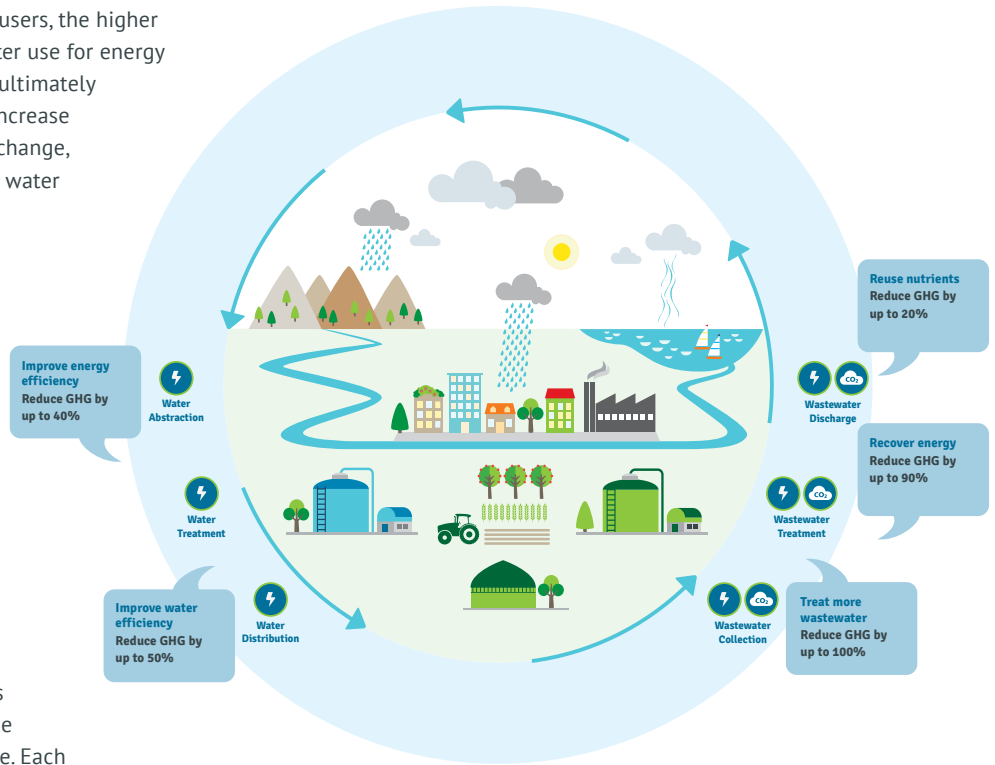 users, the higher
ter use for energy
ultimately
increase
change,
water
Reuse nutrients
Reduce GHG by
up to 20%
Improve energy
efficiency
Reduce GHG by
up to 40%
Water
Abstraction
CO₂
Wastewater
Discharge
Recover energy
Reduce GHG by
up to 90%
Water
Treatment
CO₂
Wastewater
Treatment
Improve water
efficiency
Reduce GHG by
up to 50%
Water
Distribution
CO₂
Wastewater
Collection
Treat more
wastewater
Reduce GHG by
up to 100%
s
e
e. Each